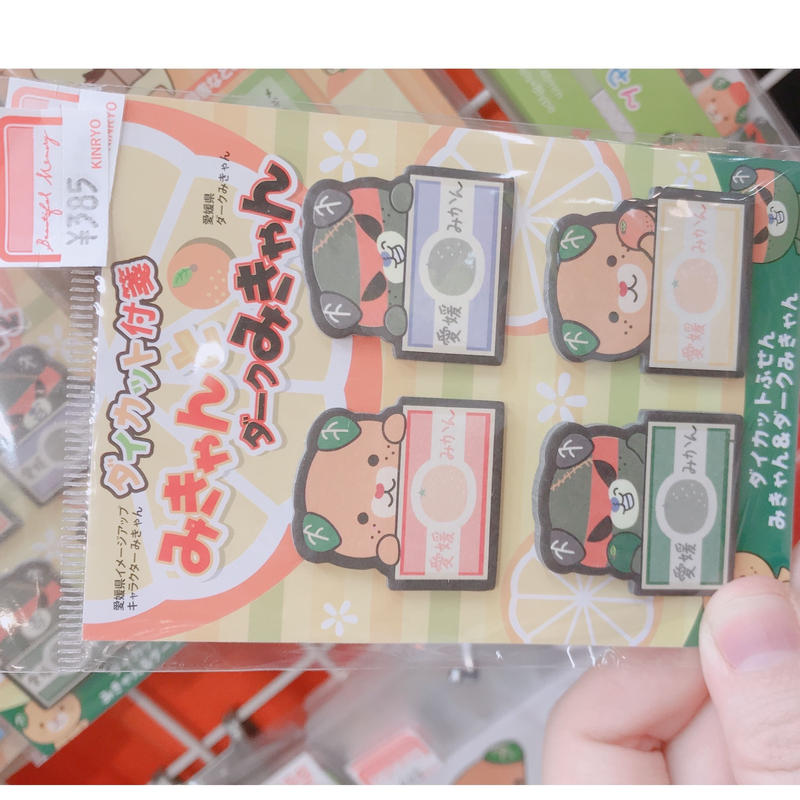 KINRYO
KINRYO
Beautiful Memory
¥385
ダイカット付箋
みきゃん
ダークみきゃん
愛媛県
ダークみきゃん
愛媛県イメージアップ
キャラクターみきゃん
みかん
愛媛
みかん
愛媛
みかん
愛媛
みかん
愛媛
ダイカットふせん
みきゃん&ダークみきゃん